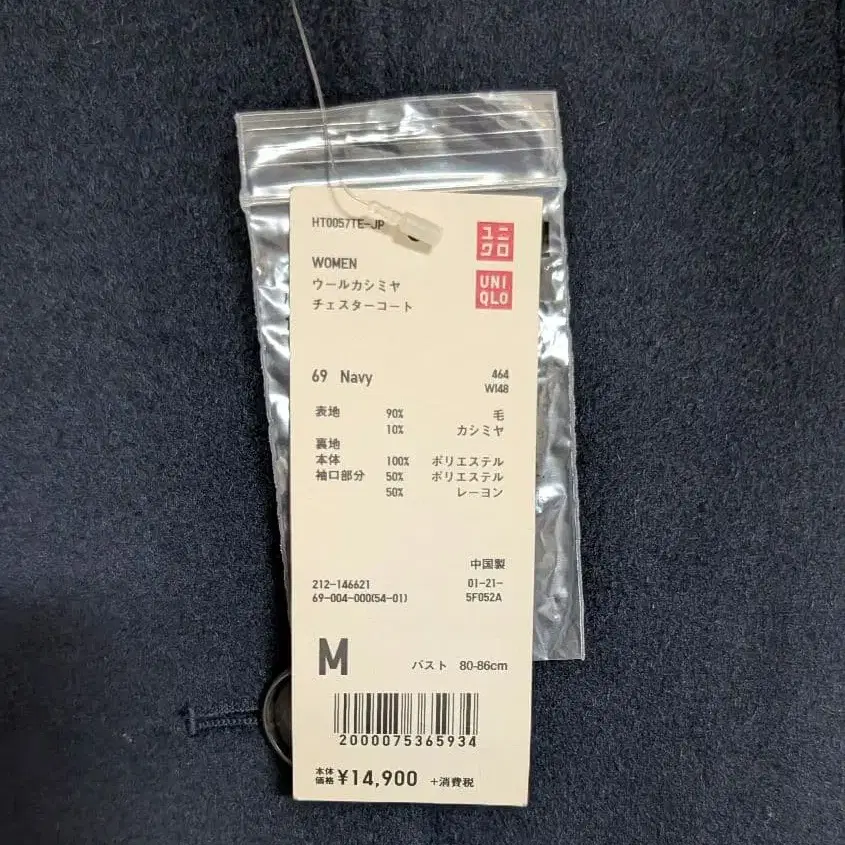 HT0057TE-JP
ユニ
クロ
WOMEN
ウールカシミヤ
チェスターコート
UNI
QLO
69 Navy
464
WI48
表地 90% 毛
10% カシミヤ
裏地
本体 100% ポリエステル
袖口部分 50% ポリエステル
50% レーヨン
中国製
212-146621 01-21-
69-004-000(54-01) 5F052A
M バスト 80-86cm
2000075365934
本体
価格 ¥14,900 +消費税